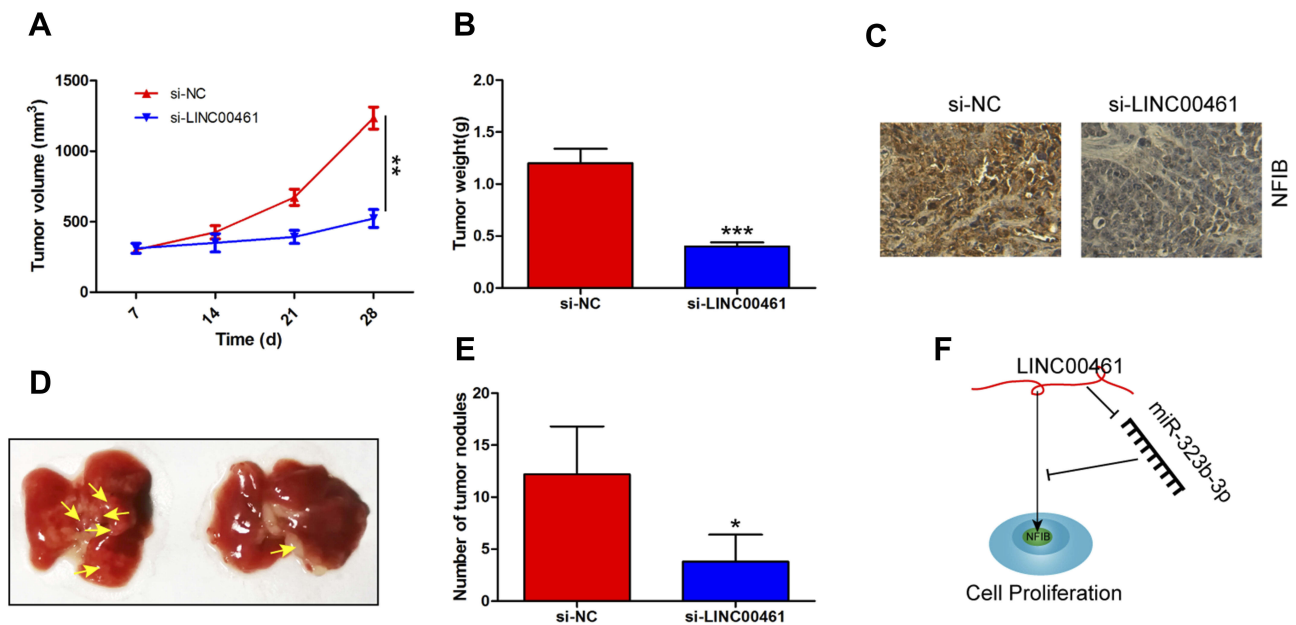 A
Tumor volume (mm3)
1500
1000
500
0
si-NC
si-LINC00461
**
7
14
21
28
Time (d)
B
Tumor weight(g)
2.0
1.5
1.0
0.5
0.0
***
si-NC
si-LINC00461
C
si-NC
si-LINC00461
NFIB
D
E
Number of tumor nodules
20
15
10
5
0
*
si-NC
si-LINC00461
F
LINC00461
miR-323b-3p
NFIB
Cell Proliferation